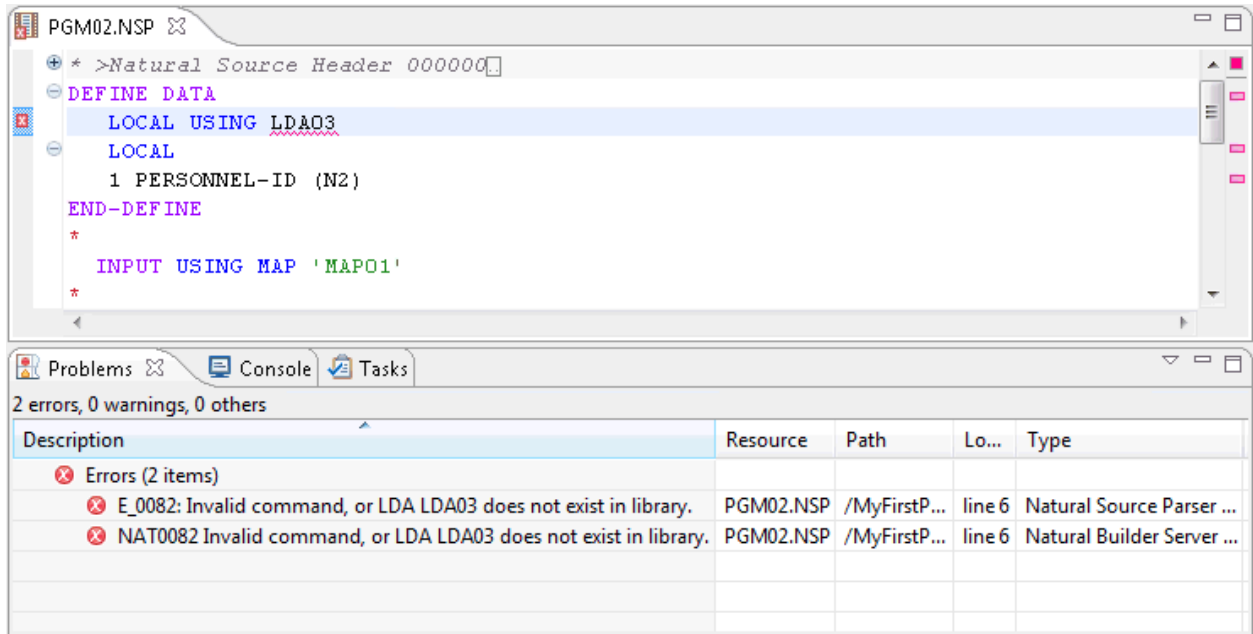 PGM02.NSP
* >Natural Source Header 000000
DEFINE DATA
LOCAL USING LDA03
LOCAL
1 PERSONNEL-ID (N2)
END-DEFINE
*
INPUT USING MAP 'MAP01'
*
Problems Console Tasks
2 errors, 0 warnings, 0 others
Description Resource Path Lo... Type
Errors (2 items)
E_0082: Invalid command, or LDA LDA03 does not exist in library. PGM02.NSP /MyFirstP... line 6 Natural Source Parser ...
NAT0082 Invalid command, or LDA LDA03 does not exist in library. PGM02.NSP /MyFirstP... line 6 Natural Builder Server ...